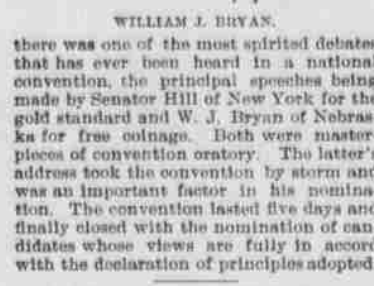 WILLIAM J. BRYAN.
there was one of the most spirited debates
that has ever been heard in a national
convention, the principal speeches being
made by Senator Hill of New York for the
gold standard and W. J. Bryan of Nebras
ka for free coinage. Both were master
pieces of convention oratory. The latter's
address took the convention by storm and
was an important factor in his nomina
tion. The convention lasted five days and
finally closed with the nomination of can
didates whose views are fully in accord
with the declaration of principles adopted